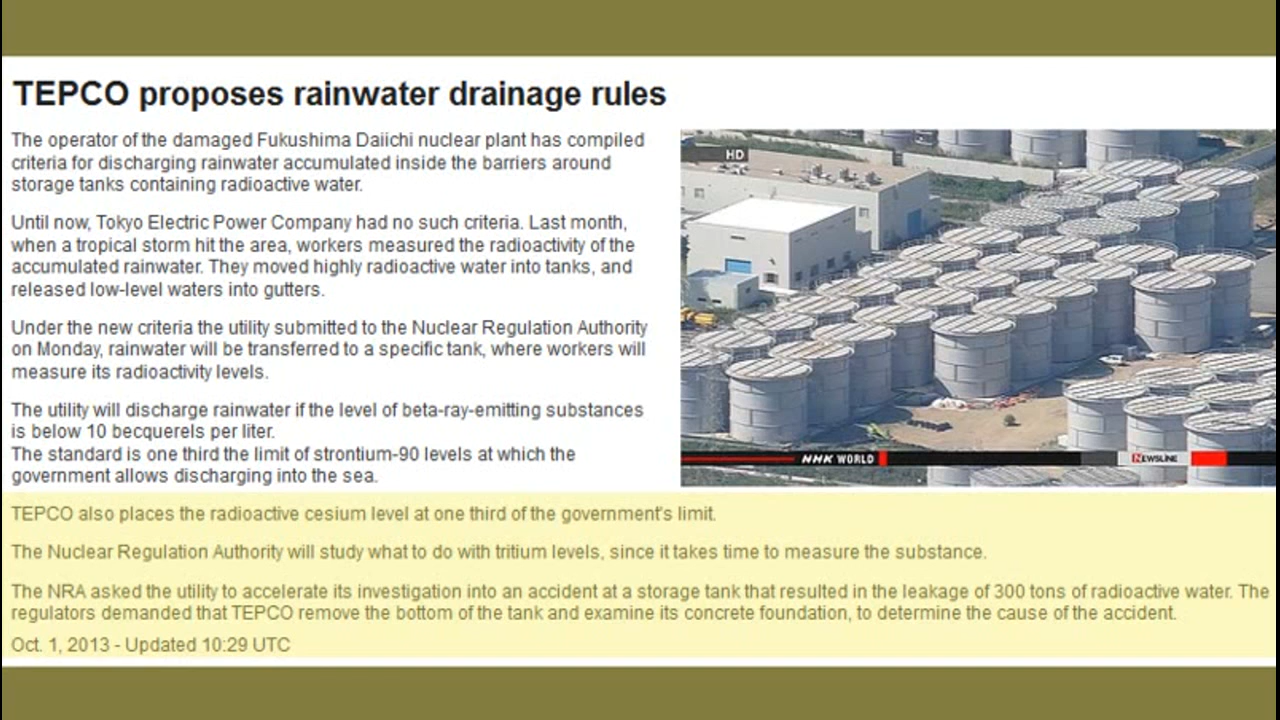 TEPCO proposes rainwater drainage rules
The operator of the damaged Fukushima Daiichi nuclear plant has compiled
criteria for discharging rainwater accumulated inside the barriers around
storage tanks containing radioactive water.
Until now, Tokyo Electric Power Company had no such criteria. Last month,
when a tropical storm hit the area, workers measured the radioactivity of the
accumulated rainwater. They moved highly radioactive water into tanks, and
released low-level waters into gutters.
Under the new criteria the utility submitted to the Nuclear Regulation Authority
on Monday, rainwater will be transferred to a specific tank, where workers will
measure its radioactivity levels.
The utility will discharge rainwater if the level of beta-ray-emitting substances
is below 10 becquerels per liter.
The standard is one third the limit of strontium-90 levels at which the
government allows discharging into the sea.
HD
NHK WORLD
NEWSLINE
TEPCO also places the radioactive cesium level at one third of the government's limit.
The Nuclear Regulation Authority will study what to do with tritium levels, since it takes time to measure the substance.
The NRA asked the utility to accelerate its investigation into an accident at a storage tank that resulted in the leakage of 300 tons of radioactive water. The
regulators demanded that TEPCO remove the bottom of the tank and examine its concrete foundation, to determine the cause of the accident.
Oct. 1, 2013 - Updated 10:29 UTC